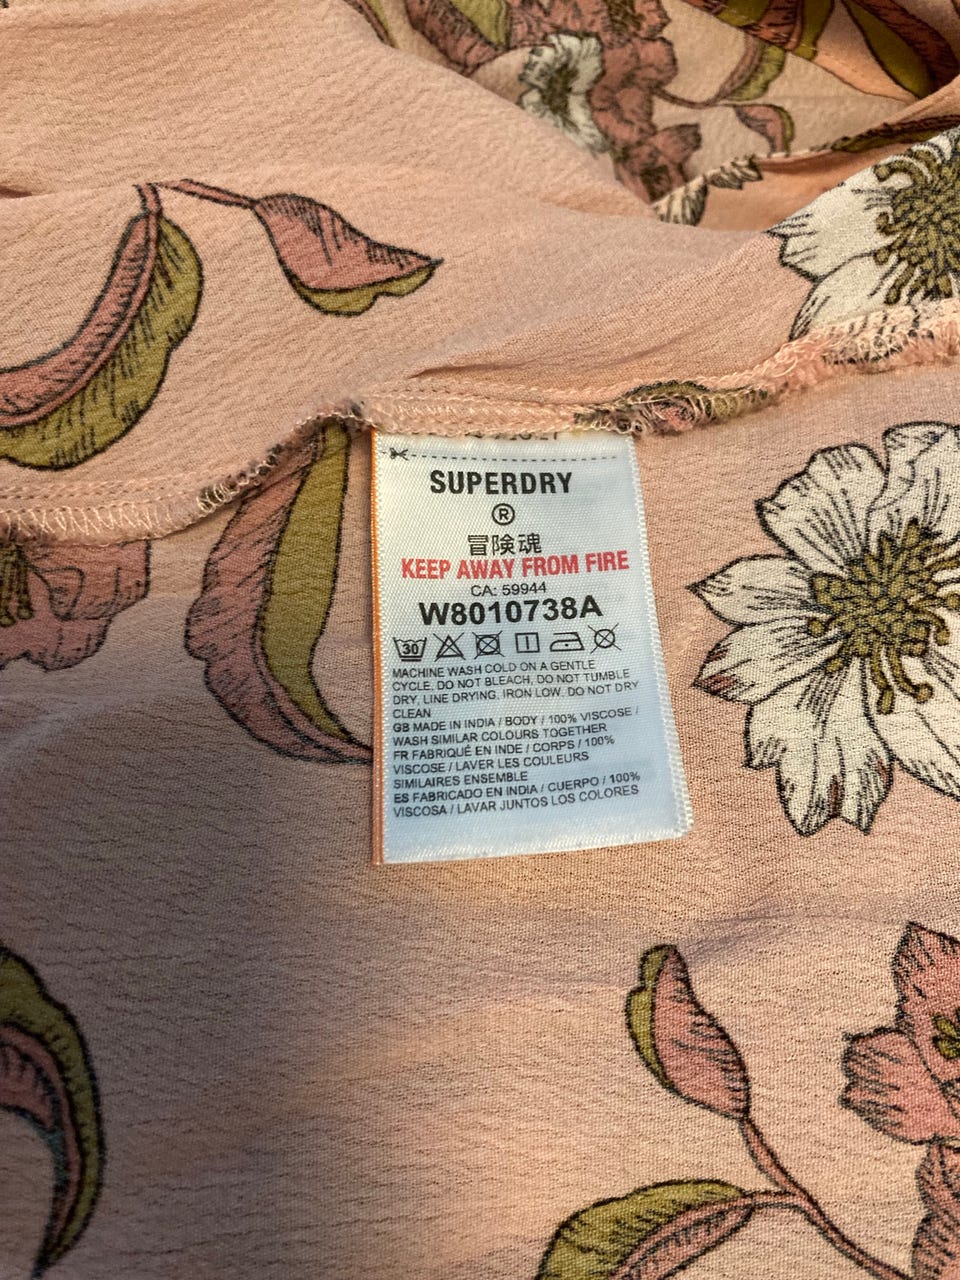 SUPERDRY
®
冒険魂
KEEP AWAY FROM FIRE
CA: 59944
W8010738A
30
MACHINE WASH COLD ON A GENTLE
CYCLE, DO NOT BLEACH, DO NOT TUMBLE
DRY, LINE DRYING, IRON LOW, DO NOT DRY
CLEAN
GB MADE IN INDIA / BODY / 100% VISCOSE /
WASH SIMILAR COLOURS TOGETHER
FR FABRIQUÉ EN INDE / CORPS / 100%
VISCOSE / LAVER LES COULEURS
SIMILAIRES ENSEMBLE
ES FABRICADO EN INDIA / CUERPO / 100%
VISCOSA / LAVAR JUNTOS LOS COLORES